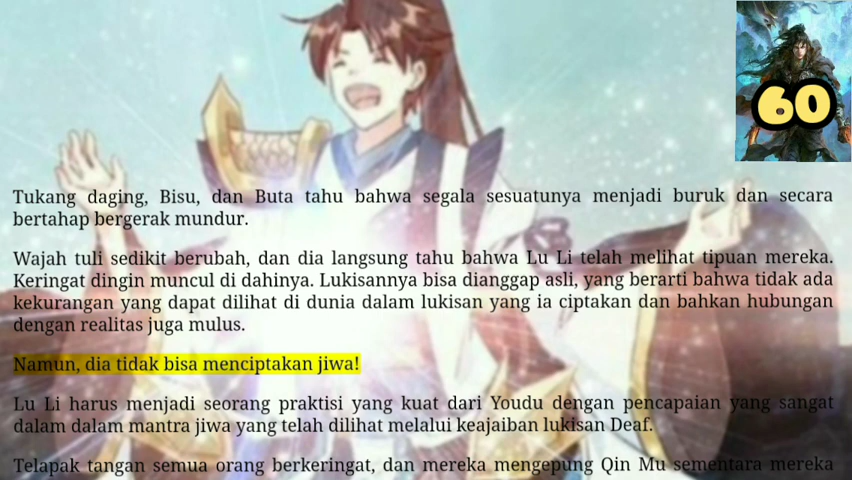 60
Tukang daging, Bisu, dan Buta tahu bahwa segala sesuatunya menjadi buruk dan secara
bertahap bergerak mundur.
Wajah tuli sedikit berubah, dan dia langsung tahu bahwa Lu Li telah melihat tipuan mereka.
Keringat dingin muncul di dahinya. Lukisannya bisa dianggap asli, yang berarti bahwa tidak ada
kekurangan yang dapat dilihat di dunia dalam lukisan yang ia ciptakan dan bahkan hubungan
dengan realitas juga mulus.
Namun, dia tidak bisa menciptakan jiwa!
Lu Li harus menjadi seorang praktisi yang kuat dari Youdu dengan pencapaian yang sangat
dalam dalam mantra jiwa yang telah dilihat melalui keajaiban lukisan Deaf.
Telapak tangan semua orang berkeringat, dan mereka mengepung Qin Mu sementara mereka